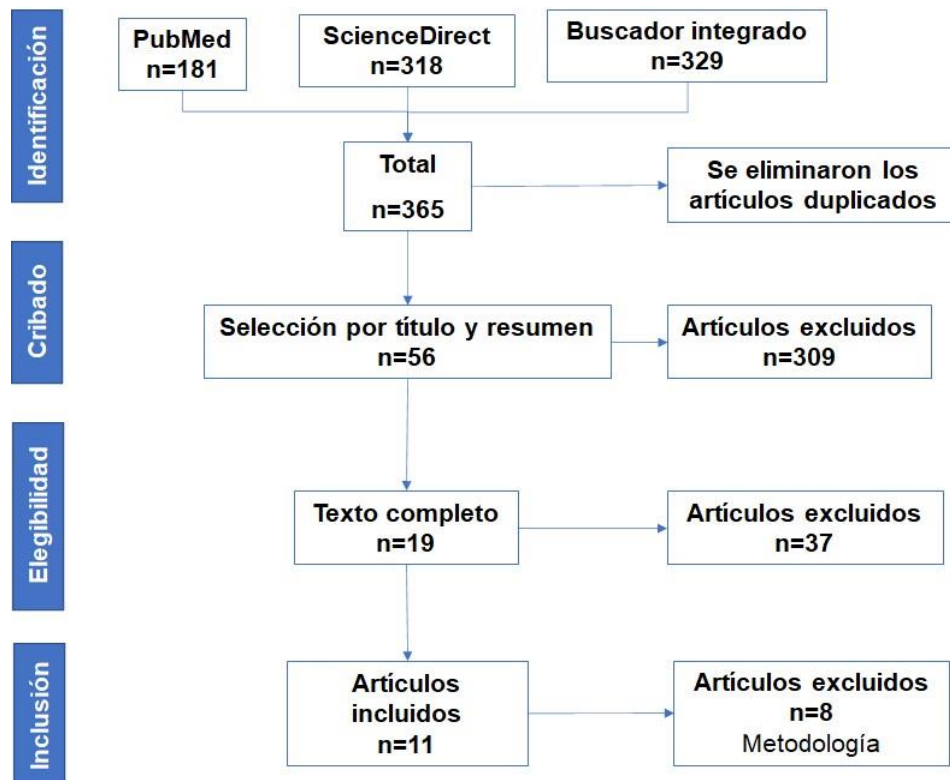 Identificación
PubMed
n=181
ScienceDirect
n=318
Buscador integrado
n=329
Total
n=365
Se eliminaron los
artículos duplicados
Cribado
Selección por título y resumen
n=56
Artículos excluidos
n=309
Elegibilidad
Texto completo
n=19
Artículos excluidos
n=37
Inclusión
Artículos
incluidos
n=11
Artículos excluidos
n=8
Metodología